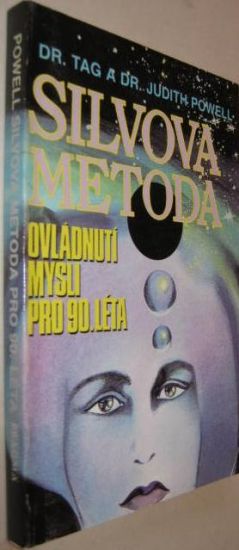 DR. TAG A DR. JUDITH POWELL
SILVOVA
METODA
OVLÁDNUTÍ
MYSLI
PRO 90. LÉTA
POWELL SILVOVA METODA PRO 90. LÉTA